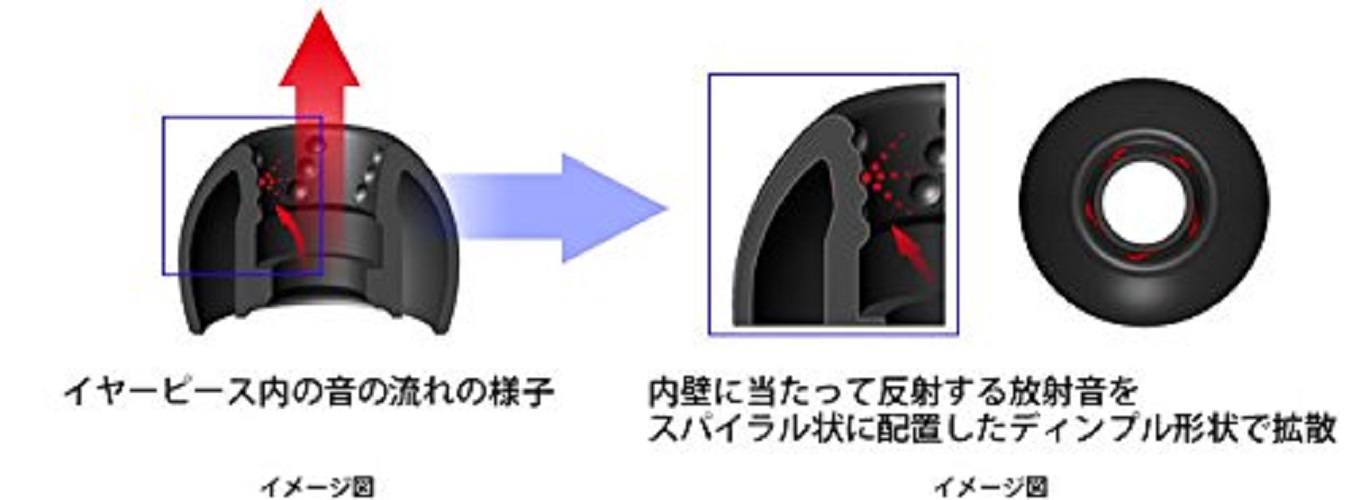 イヤーピース内の音の流れの様子
イメージ図
内壁に当たって反射する放射音を
スパイラル状に配置したディンプル形状で拡散
イメージ図